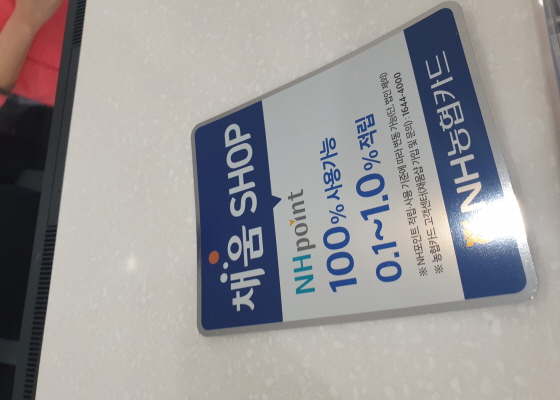 채움 SHOP
NHpoint
100% 사용가능
0.1~1.0% 적립
※ NH포인트 적립 사용 기준에 따라 변동 가능(단, 법인 제외)
※ 농협카드 고객센터(채움샵 가입 및 문의) : 1644-4000
NH농협카드